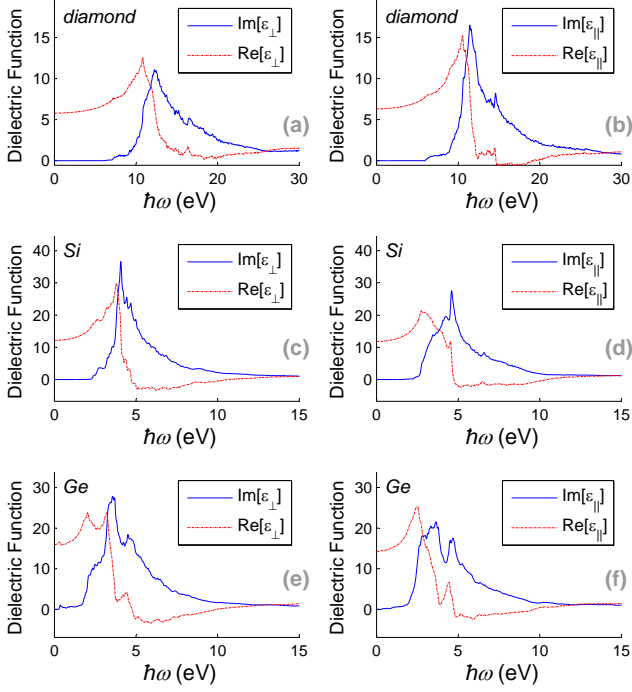 diamond
Im[ε⊥]
Re[ε⊥]
(a)
Dielectric Function
0
5
10
15
0 10 20 30
ħω (eV)
diamond
Im[ε||]
Re[ε||]
(b)
Dielectric Function
0
5
10
15
0 10 20 30
ħω (eV)
Si
Im[ε⊥]
Re[ε⊥]
(c)
Dielectric Function
0
10
20
30
40
0 5 10 15
ħω (eV)
Si
Im[ε||]
Re[ε||]
(d)
Dielectric Function
0
10
20
30
40
0 5 10 15
ħω (eV)
Ge
Im[ε⊥]
Re[ε⊥]
(e)
Dielectric Function
0
10
20
30
0 5 10 15
ħω (eV)
Ge
Im[ε||]
Re[ε||]
(f)
Dielectric Function
0
10
20
30
0 5 10 15
ħω (eV)